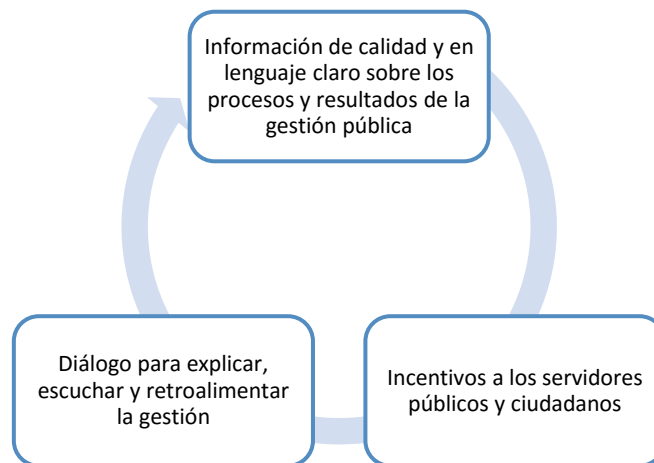 Información de calidad y en
lenguaje claro sobre los
procesos y resultados de la
gestión pública
Diálogo para explicar,
escuchar y retroalimentar
la gestión
Incentivos a los servidores
públicos y ciudadanos